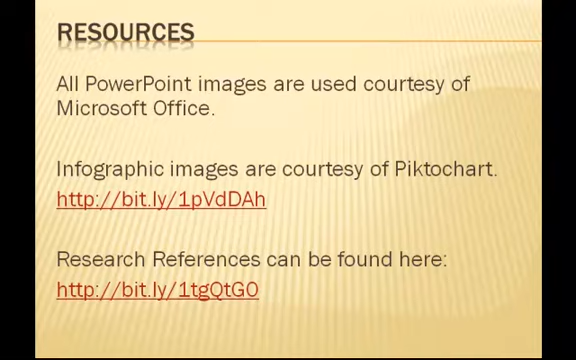 RESOURCES
All PowerPoint images are used courtesy of
Microsoft Office.
Infographic images are courtesy of Piktochart.
http://bit.ly/1pVdDAh
Research References can be found here:
http://bit.ly/1tgQtG0